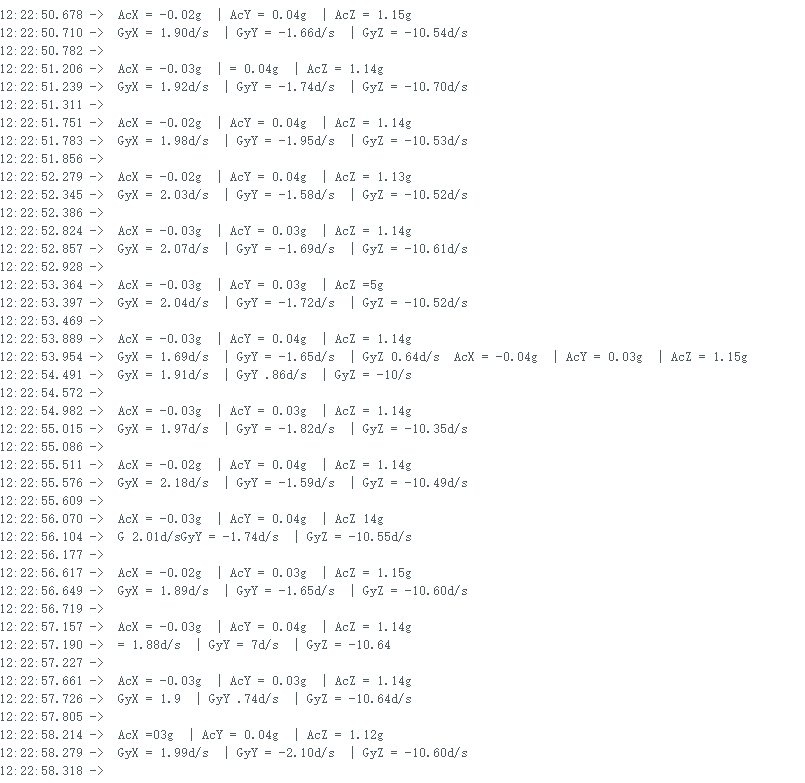 12:22:50.678 -> AcX = -0.02g | AcY = 0.04g | AcZ = 1.15g
12:22:50.710 -> GyX = 1.90d/s | GyY = -1.66d/s | GyZ = -10.54d/s
12:22:50.782 ->
12:22:51.206 -> AcX = -0.03g | = 0.04g | AcZ = 1.14g
12:22:51.239 -> GyX = 1.92d/s | GyY = -1.74d/s | GyZ = -10.70d/s
12:22:51.311 ->
12:22:51.751 -> AcX = -0.02g | AcY = 0.04g | AcZ = 1.14g
12:22:51.783 -> GyX = 1.98d/s | GyY = -1.95d/s | GyZ = -10.53d/s
12:22:51.856 ->
12:22:52.279 -> AcX = -0.02g | AcY = 0.04g | AcZ = 1.13g
12:22:52.345 -> GyX = 2.03d/s | GyY = -1.58d/s | GyZ = -10.52d/s
12:22:52.386 ->
12:22:52.824 -> AcX = -0.03g | AcY = 0.03g | AcZ = 1.14g
12:22:52.857 -> GyX = 2.07d/s | GyY = -1.69d/s | GyZ = -10.61d/s
12:22:52.928 ->
12:22:53.364 -> AcX = -0.03g | AcY = 0.03g | AcZ =5g
12:22:53.397 -> GyX = 2.04d/s | GyY = -1.72d/s | GyZ = -10.52d/s
12:22:53.469 ->
12:22:53.889 -> AcX = -0.03g | AcY = 0.04g | AcZ = 1.14g
12:22:53.954 -> GyX = 1.69d/s | GyY = -1.65d/s | GyZ 0.64d/s AcX = -0.04g | AcY = 0.03g | AcZ = 1.15g
12:22:54.491 -> GyX = 1.91d/s | GyY .86d/s | GyZ = -10/s
12:22:54.572 ->
12:22:54.982 -> AcX = -0.03g | AcY = 0.03g | AcZ = 1.14g
12:22:55.015 -> GyX = 1.97d/s | GyY = -1.82d/s | GyZ = -10.35d/s
12:22:55.086 ->
12:22:55.511 -> AcX = -0.02g | AcY = 0.04g | AcZ = 1.14g
12:22:55.576 -> GyX = 2.18d/s | GyY = -1.59d/s | GyZ = -10.49d/s
12:22:55.609 ->
12:22:56.070 -> AcX = -0.03g | AcY = 0.04g | AcZ 14g
12:22:56.104 -> G 2.01d/sGyY = -1.74d/s | GyZ = -10.55d/s
12:22:56.177 ->
12:22:56.617 -> AcX = -0.02g | AcY = 0.03g | AcZ = 1.15g
12:22:56.649 -> GyX = 1.89d/s | GyY = -1.65d/s | GyZ = -10.60d/s
12:22:56.719 ->
12:22:57.157 -> AcX = -0.03g | AcY = 0.04g | AcZ = 1.14g
12:22:57.190 -> = 1.88d/s | GyY = 7d/s | GyZ = -10.64
12:22:57.227 ->
12:22:57.661 -> AcX = -0.03g | AcY = 0.03g | AcZ = 1.14g
12:22:57.726 -> GyX = 1.9 | GyY .74d/s | GyZ = -10.64d/s
12:22:57.805 ->
12:22:58.214 -> AcX =03g | AcY = 0.04g | AcZ = 1.12g
12:22:58.279 -> GyX = 1.99d/s | GyY = -2.10d/s | GyZ = -10.60d/s
12:22:58.318 ->